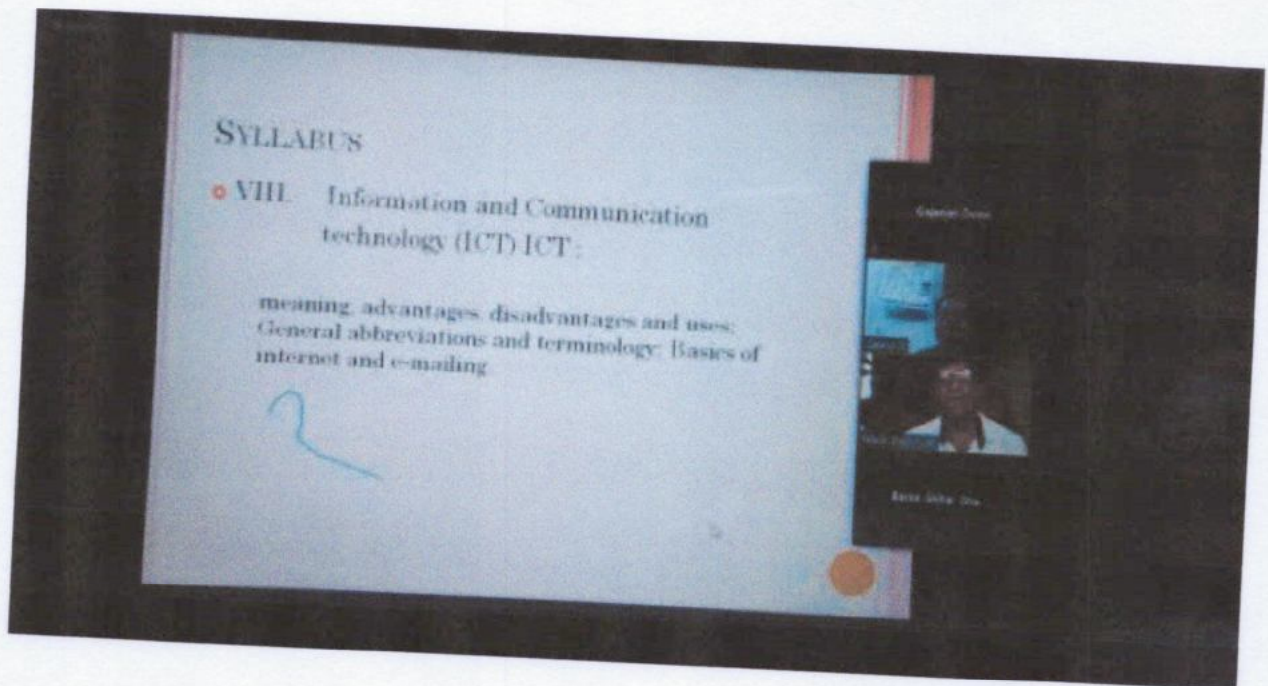 SYLLABUS
VIII. Information and Communication
technology (ICT) ICT :
meaning, advantages, disadvantages and uses;
General abbreviations and terminology; Basics of
internet and e-mailing